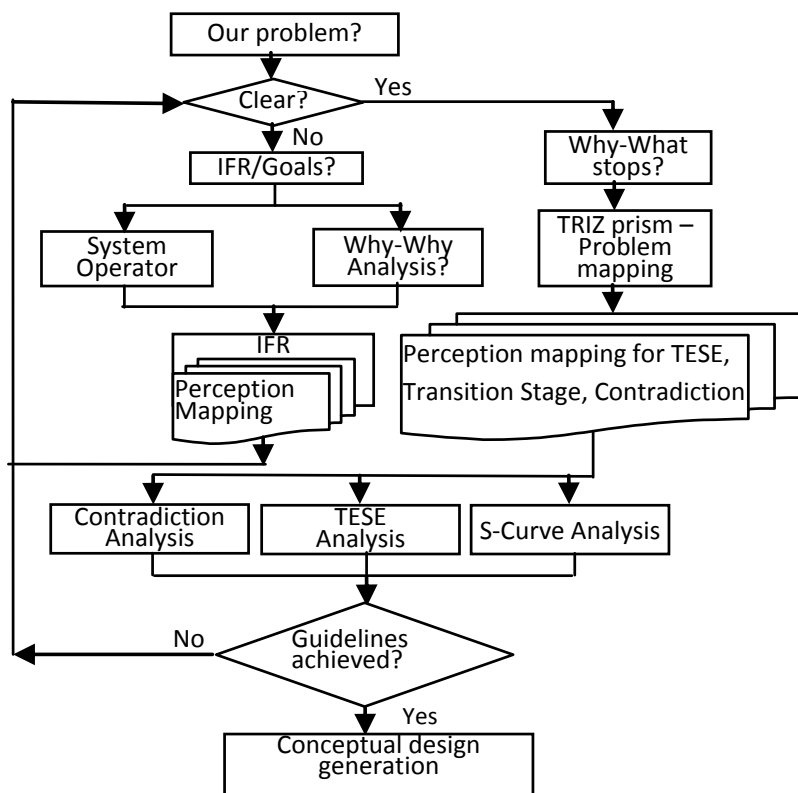 Our problem?
Clear?
Yes
No
IFR/Goals?
Why-What
stops?
System
Operator
Why-Why
Analysis?
TRIZ prism –
Problem
mapping
IFR
Perception
Mapping
Perception mapping for TESE,
Transition Stage, Contradiction
Contradiction
Analysis
TESE
Analysis
S-Curve Analysis
No
Guidelines
achieved?
Yes
Conceptual design
generation